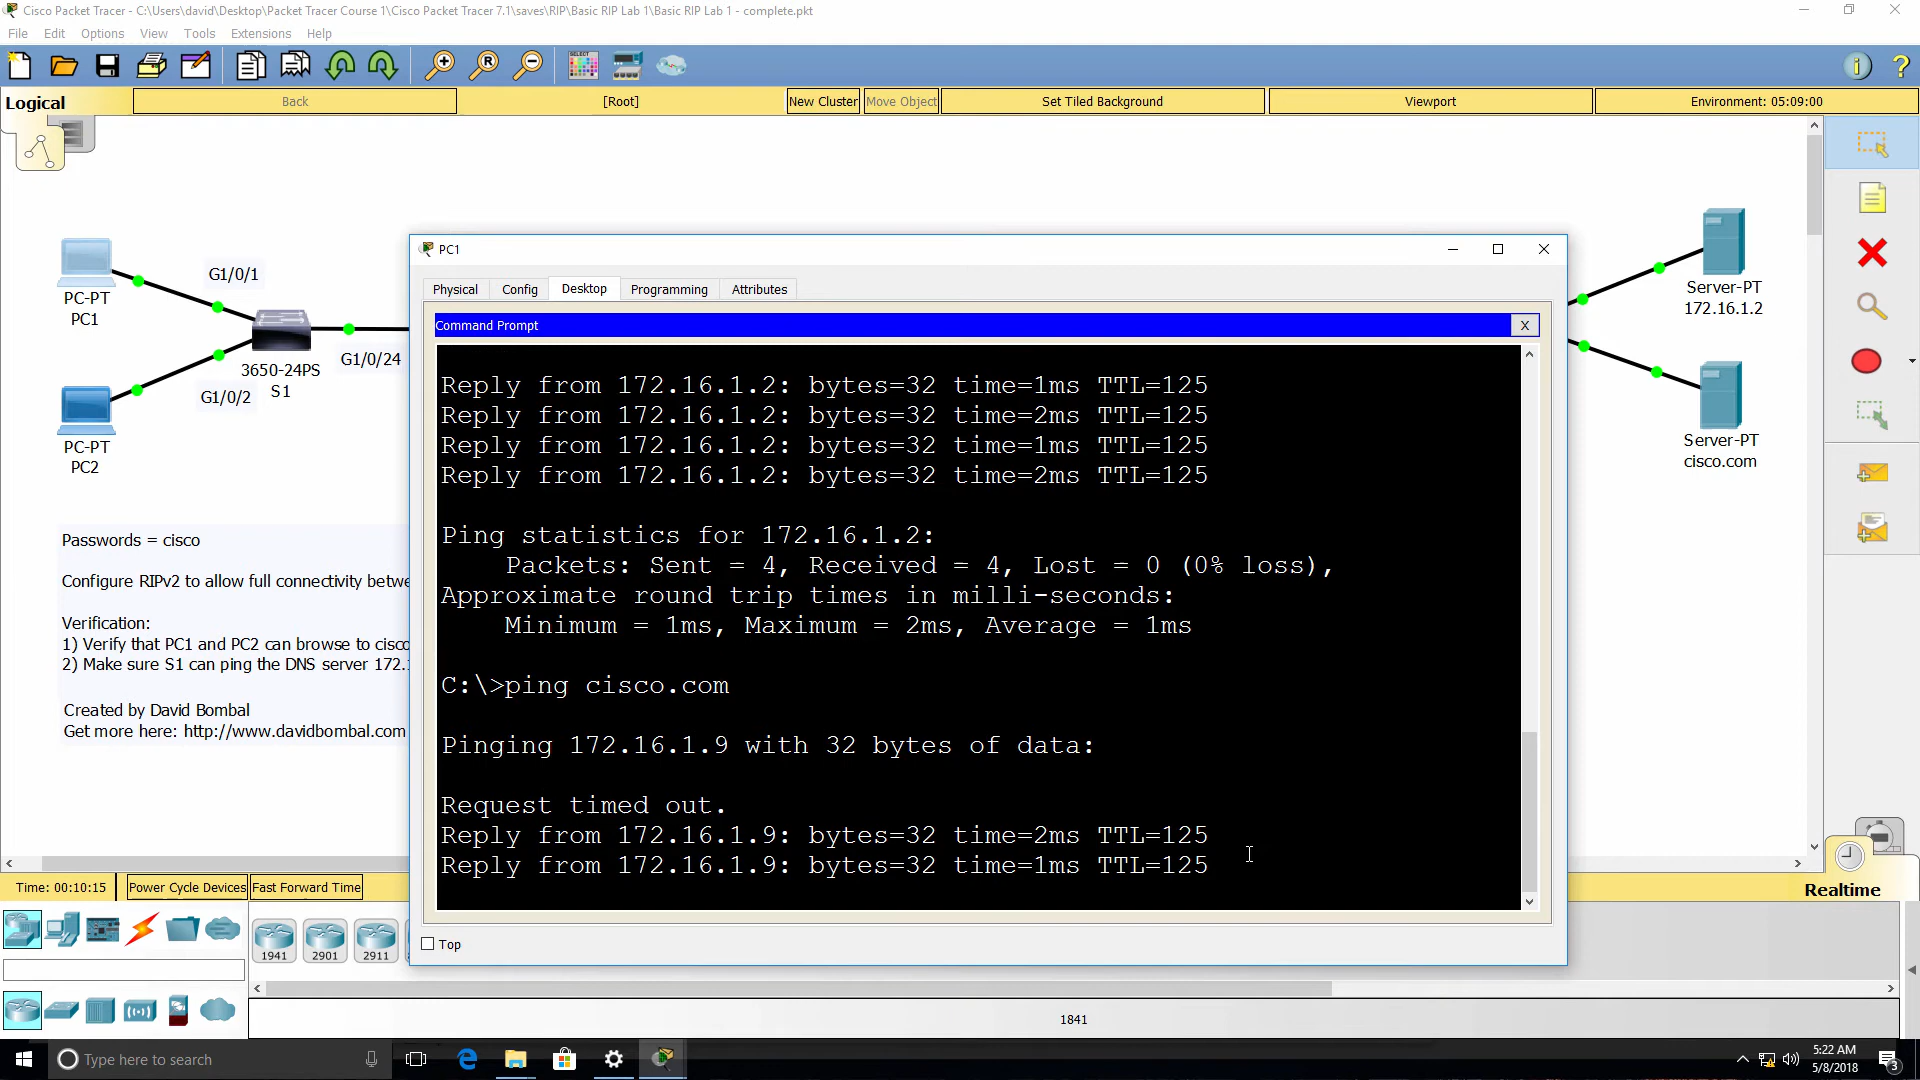 Cisco Packet Tracer - C:\Users\david\Desktop\Packet Tracer Course 1\Cisco Packet Tracer 7.1\saves\RIP\Basic RIP Lab 1\Basic RIP Lab 1 - complete.pkt
File Edit Options View Tools Extensions Help
Logical
Back
[Root]
New Cluster
Move Object
Set Tiled Background
Viewport
Environment: 05:09:00
G1/0/1
PC-PT
PC1
3650-24PS
S1
G1/0/24
G1/0/2
PC-PT
PC2
Server-PT
172.16.1.2
Server-PT
cisco.com
Passwords = cisco
Configure RIPv2 to allow full connectivity betwe
Verification:
1) Verify that PC1 and PC2 can browse to cisco
2) Make sure S1 can ping the DNS server 172.
Created by David Bombal
Get more here: http://www.davidbombal.com
PC1
Physical Config Desktop Programming Attributes
Command Prompt
X
Reply from 172.16.1.2: bytes=32 time=1ms TTL=125
Reply from 172.16.1.2: bytes=32 time=2ms TTL=125
Reply from 172.16.1.2: bytes=32 time=1ms TTL=125
Reply from 172.16.1.2: bytes=32 time=2ms TTL=125
Ping statistics for 172.16.1.2:
Packets: Sent = 4, Received = 4, Lost = 0 (0% loss),
Approximate round trip times in milli-seconds:
Minimum = 1ms, Maximum = 2ms, Average = 1ms
C:\>ping cisco.com
Pinging 172.16.1.9 with 32 bytes of data:
Request timed out.
Reply from 172.16.1.9: bytes=32 time=2ms TTL=125
Reply from 172.16.1.9: bytes=32 time=1ms TTL=125
Top
Time: 00:10:15
Power Cycle Devices
Fast Forward Time
Realtime
1941
2901
2911
1841
Type here to search
5:22 AM
5/8/2018
3